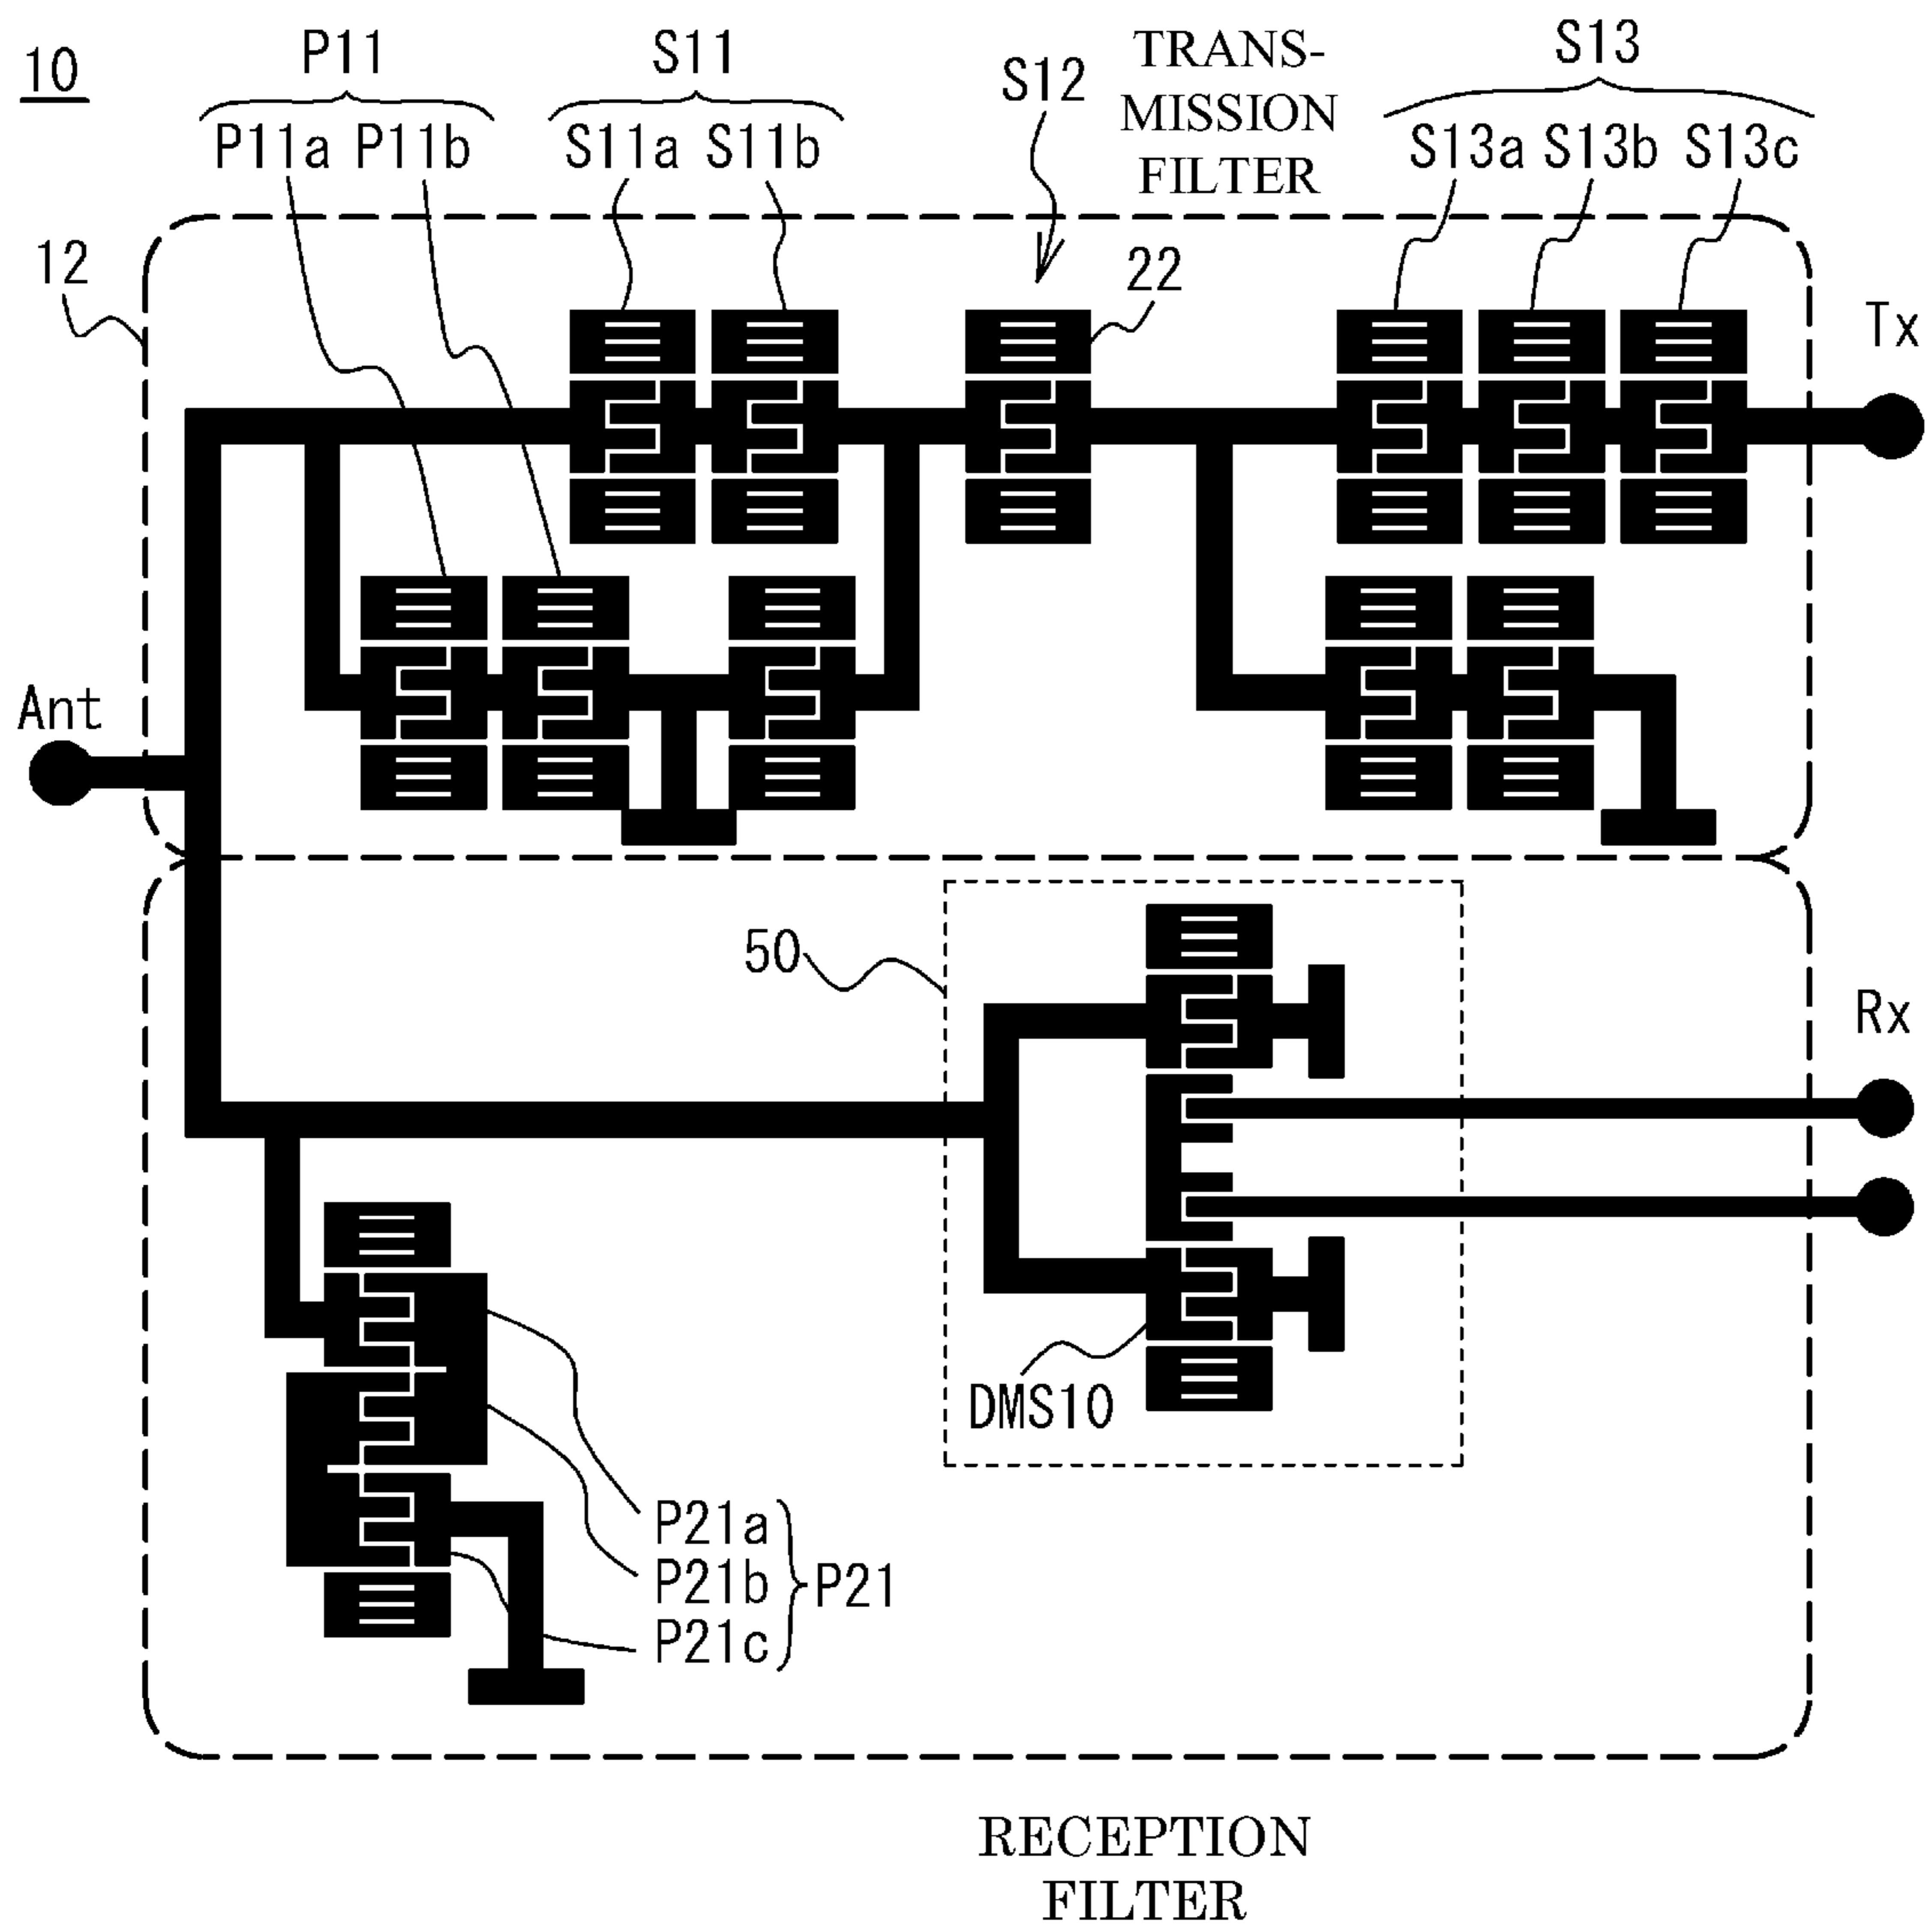 10
P11
S11
S12
TRANS-
MISSION
FILTER
S13
P11a P11b
S11a S11b
S13a S13b S13c
12
22
Tx
Ant
50
Rx
DMS10
P21a
P21b
P21c
P21
RECEPTION
FILTER